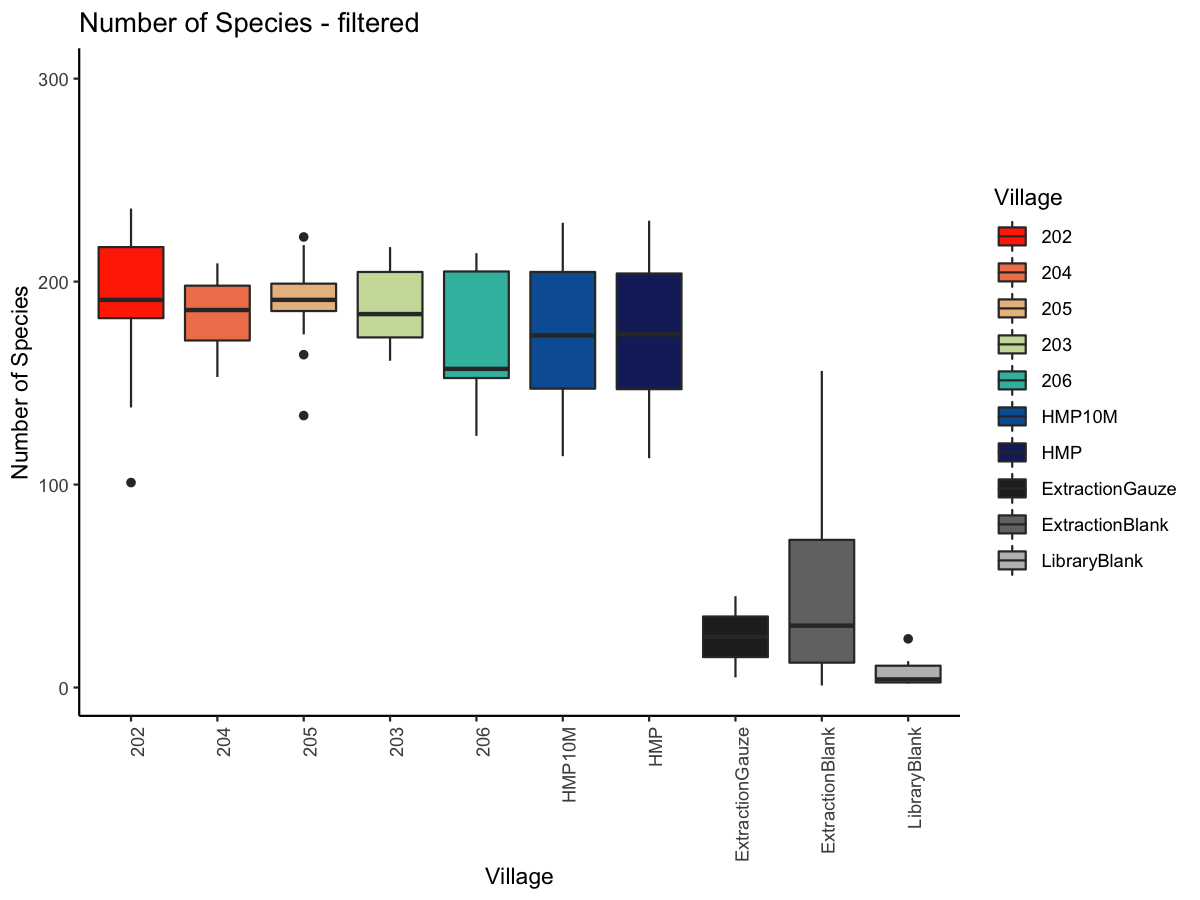 Number of Species - filtered
Number of Species
300
200
100
0
202
204
205
203
206
HMP10M
HMP
ExtractionGauze
ExtractionBlank
LibraryBlank
Village
Village
202
204
205
203
206
HMP10M
HMP
ExtractionGauze
ExtractionBlank
LibraryBlank